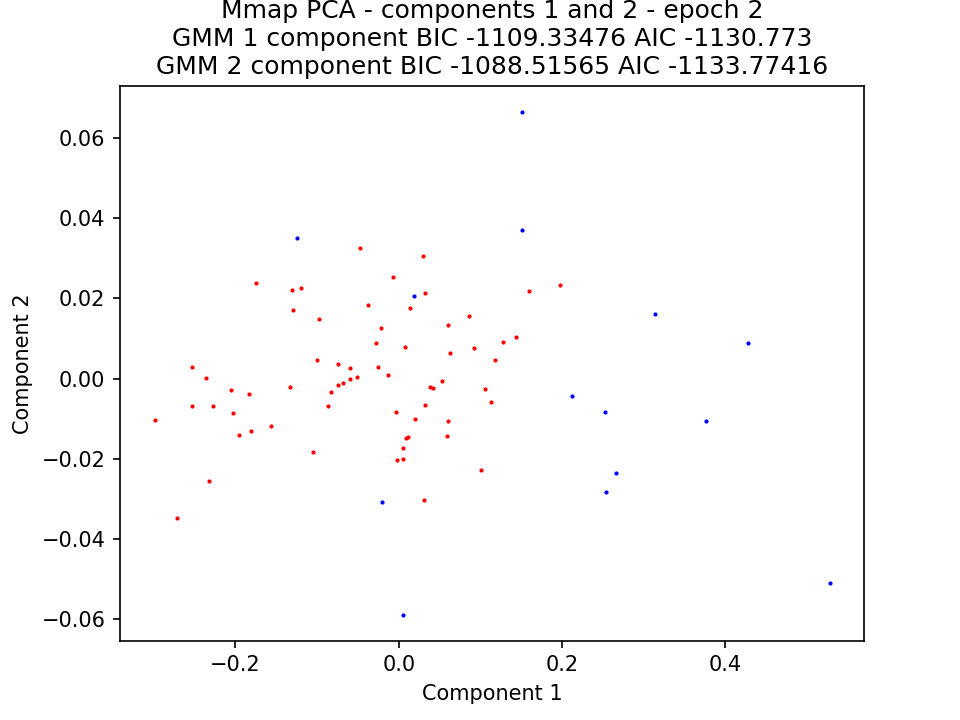 Mmap PCA - components 1 and 2 - epoch 2
GMM 1 component BIC -1109.33476 AIC -1130.773
GMM 2 component BIC -1088.51565 AIC -1133.77416
0.06
0.04
0.02
0.00
−0.02
−0.04
−0.06
Component 2
−0.2
0.0
0.2
0.4
Component 1